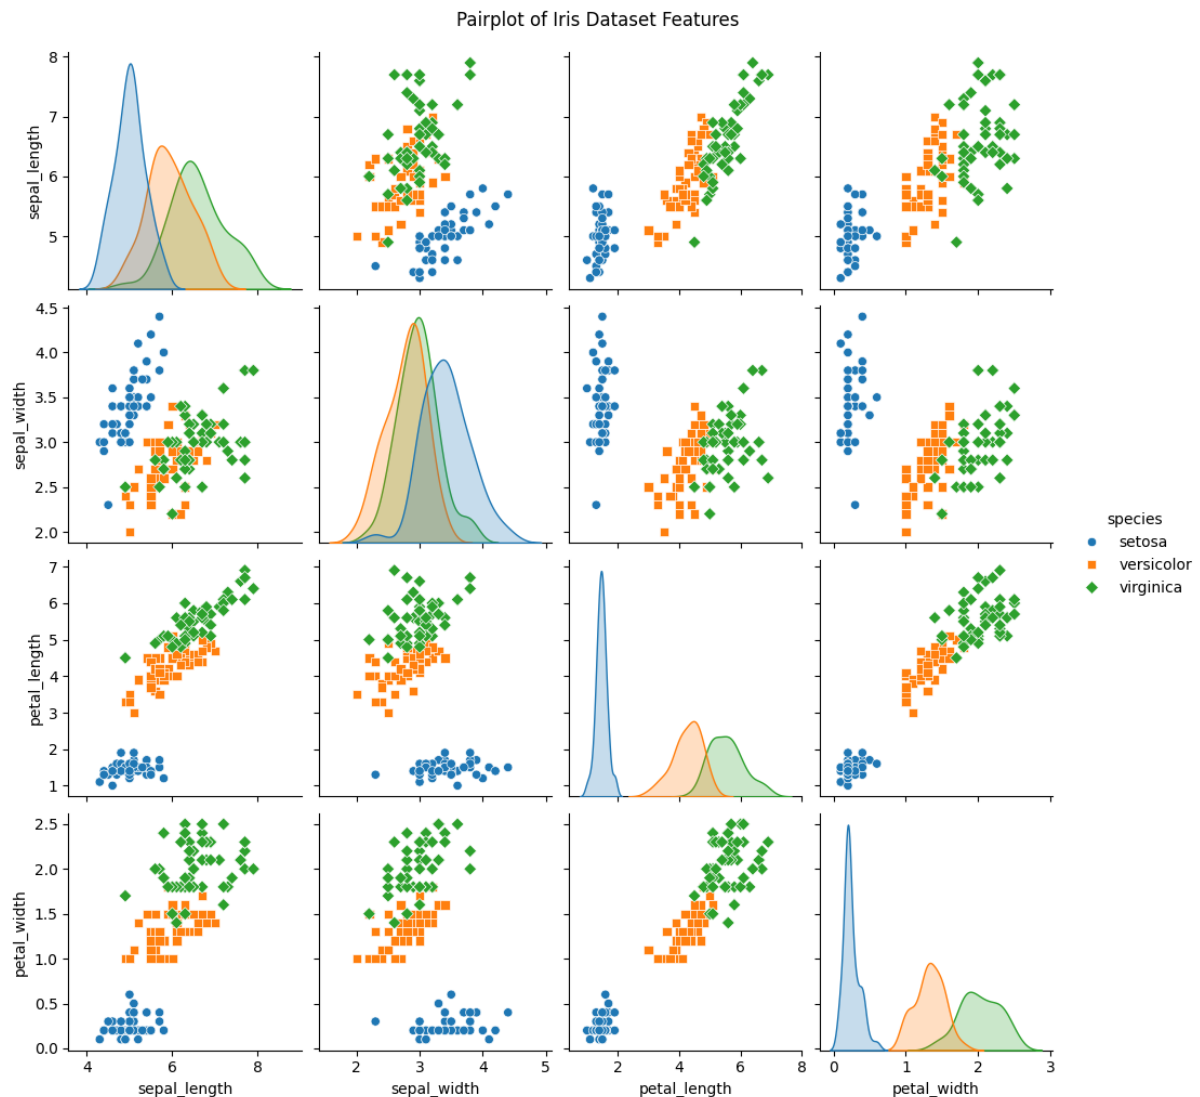 Pairplot of Iris Dataset Features
8
7
6
5
sepal_length
4.5
4.0
3.5
3.0
2.5
2.0
sepal_width
species
setosa
versicolor
virginica
7
6
5
4
3
2
1
petal_length
2.5
2.0
1.5
1.0
0.5
0.0
petal_width
4 6 8 2 3 4 5 2 4 6 8 0 1 2 3
sepal_length sepal_width petal_length petal_width